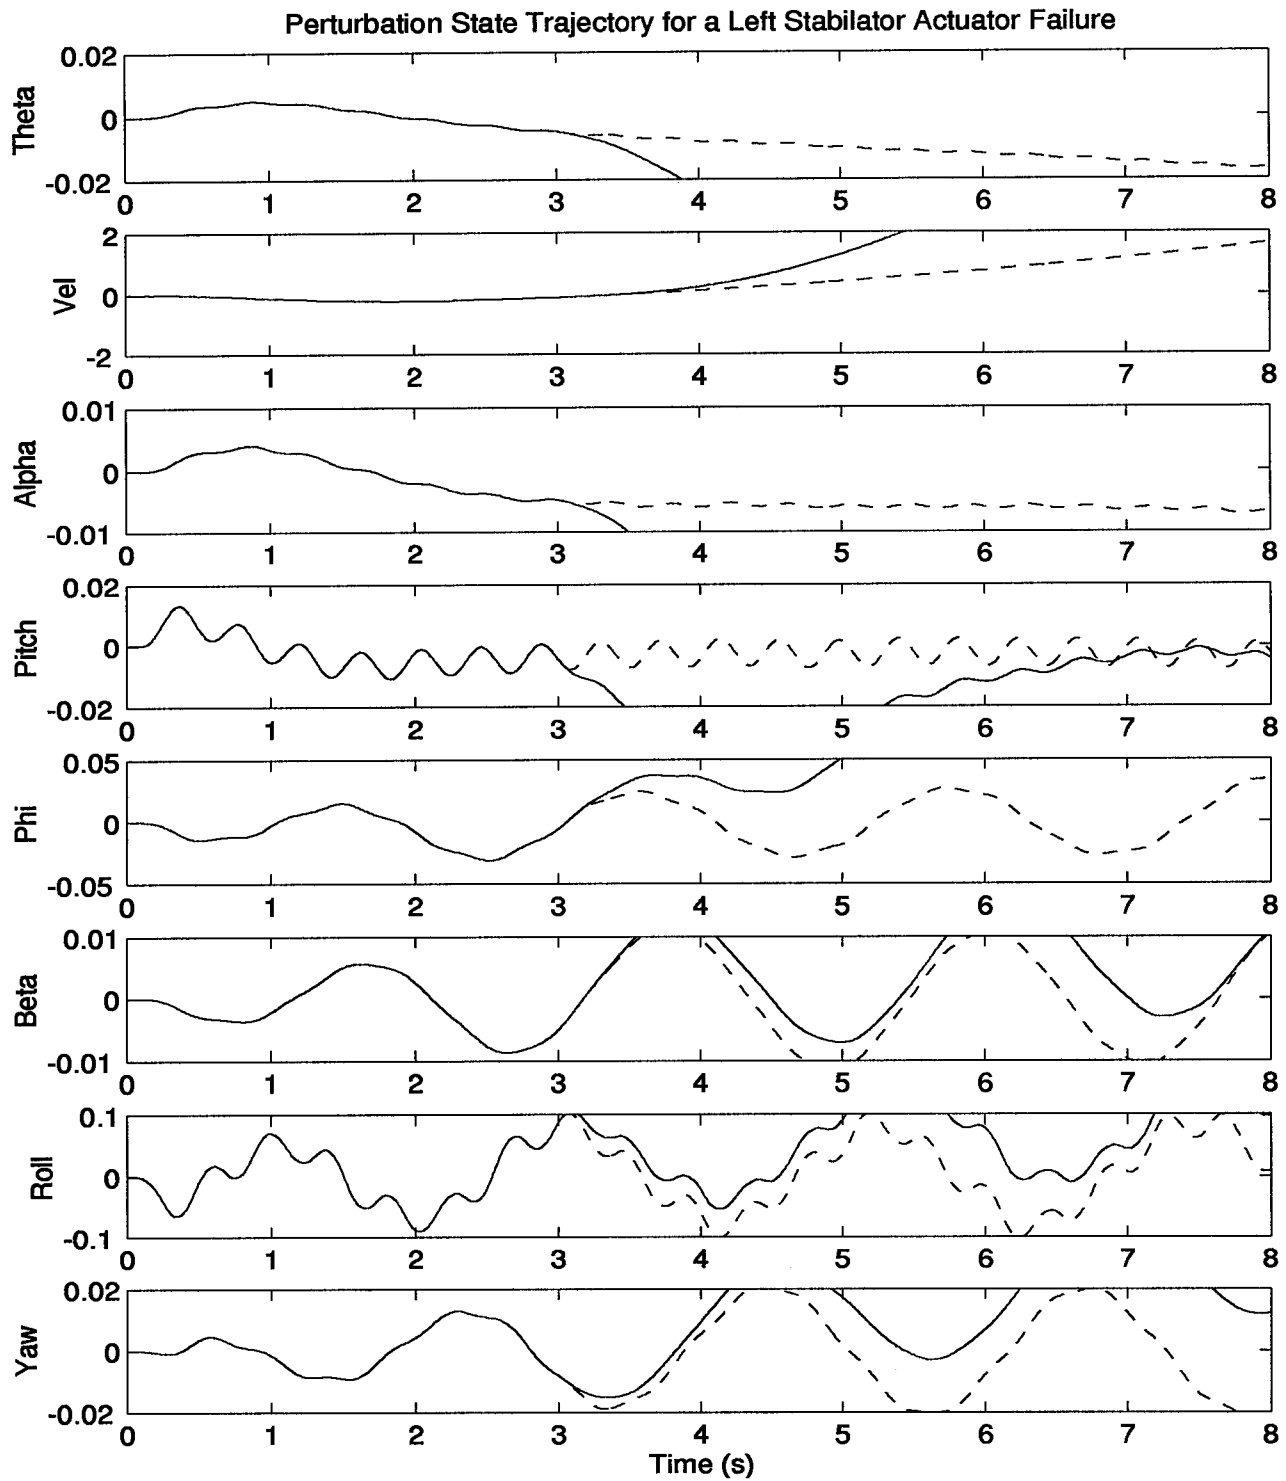 Perturbation State Trajectory for a Left Stabilator Actuator Failure
0.02
0
-0.02
Theta
0 1 2 3 4 5 6 7 8
2
0
-2
Vel
0 1 2 3 4 5 6 7 8
0.01
0
-0.01
Alpha
0 1 2 3 4 5 6 7 8
0.02
0
-0.02
Pitch
0 1 2 3 4 5 6 7 8
0.05
0
-0.05
Phi
0 1 2 3 4 5 6 7 8
0.01
0
-0.01
Beta
0 1 2 3 4 5 6 7 8
0.1
0
-0.1
Roll
0 1 2 3 4 5 6 7 8
0.02
0
-0.02
Yaw
0 1 2 3 4 5 6 7 8
Time (s)